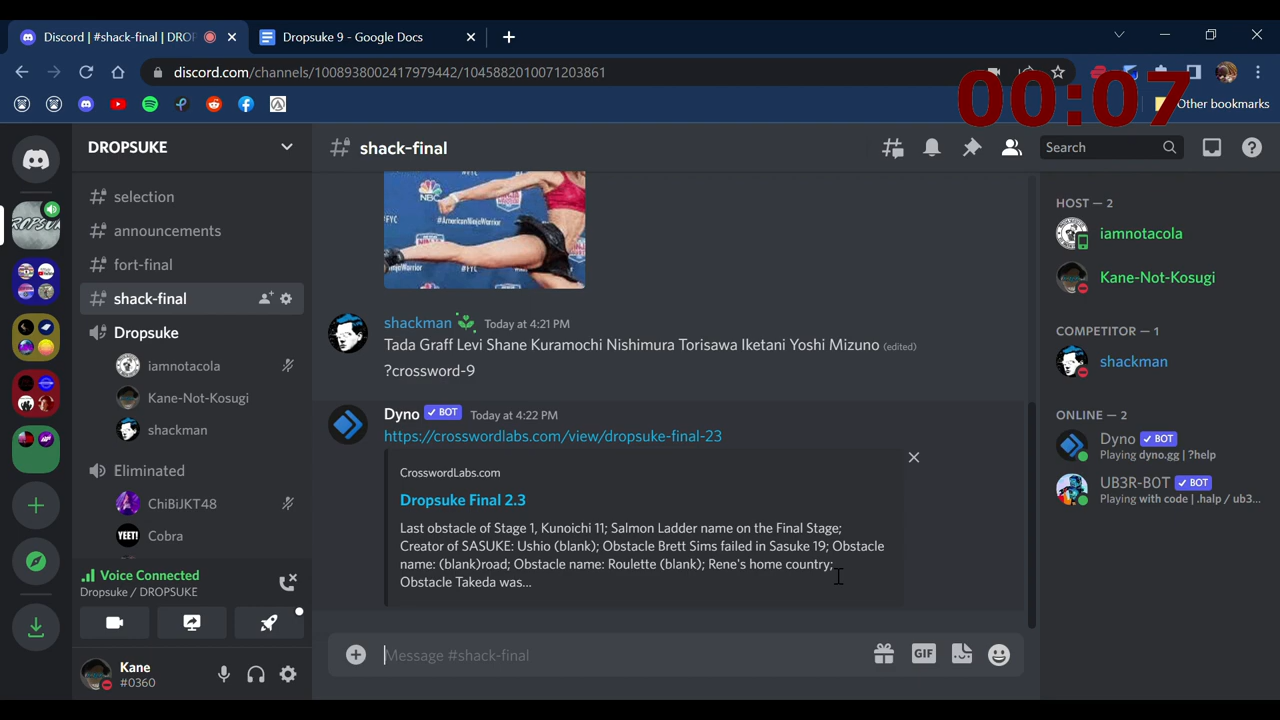 Discord | #shack-final | DROP
Dropsuke 9 - Google Docs
discord.com/channels/1008938002417979442/1045882010071203861
00:07
Other bookmarks
DROPSUKE
shack-final
Search
selection
announcements
fort-final
shack-final
Dropsuke
iamnotacola
Kane-Not-Kosugi
shackman
Eliminated
ChiBiJKT48
YEET!
Cobra
Voice Connected
Dropsuke / DROPSUKE
Kane
#0360
NBC
#AmericanNinjaWarrior
#FYC
shackman Today at 4:21 PM
Tada Graff Levi Shane Kuramochi Nishimura Torisawa Iketani Yoshi Mizuno (edited)
?crossword-9
Dyno BOT Today at 4:22 PM
https://crosswordlabs.com/view/dropsuke-final-23
CrosswordLabs.com
Dropsuke Final 2.3
Last obstacle of Stage 1, Kunoichi 11; Salmon Ladder name on the Final Stage;
Creator of SASUKE: Ushio (blank); Obstacle Brett Sims failed in Sasuke 19; Obstacle
name: (blank)road; Obstacle name: Roulette (blank); Rene's home country;
Obstacle Takeda was...
Message #shack-final
GIF
HOST — 2
iamnotacola
Kane-Not-Kosugi
COMPETITOR — 1
shackman
ONLINE — 2
Dyno BOT
Playing dyno.gg | ?help
UB3R-B0T BOT
Playing with code | .halp / ub3...